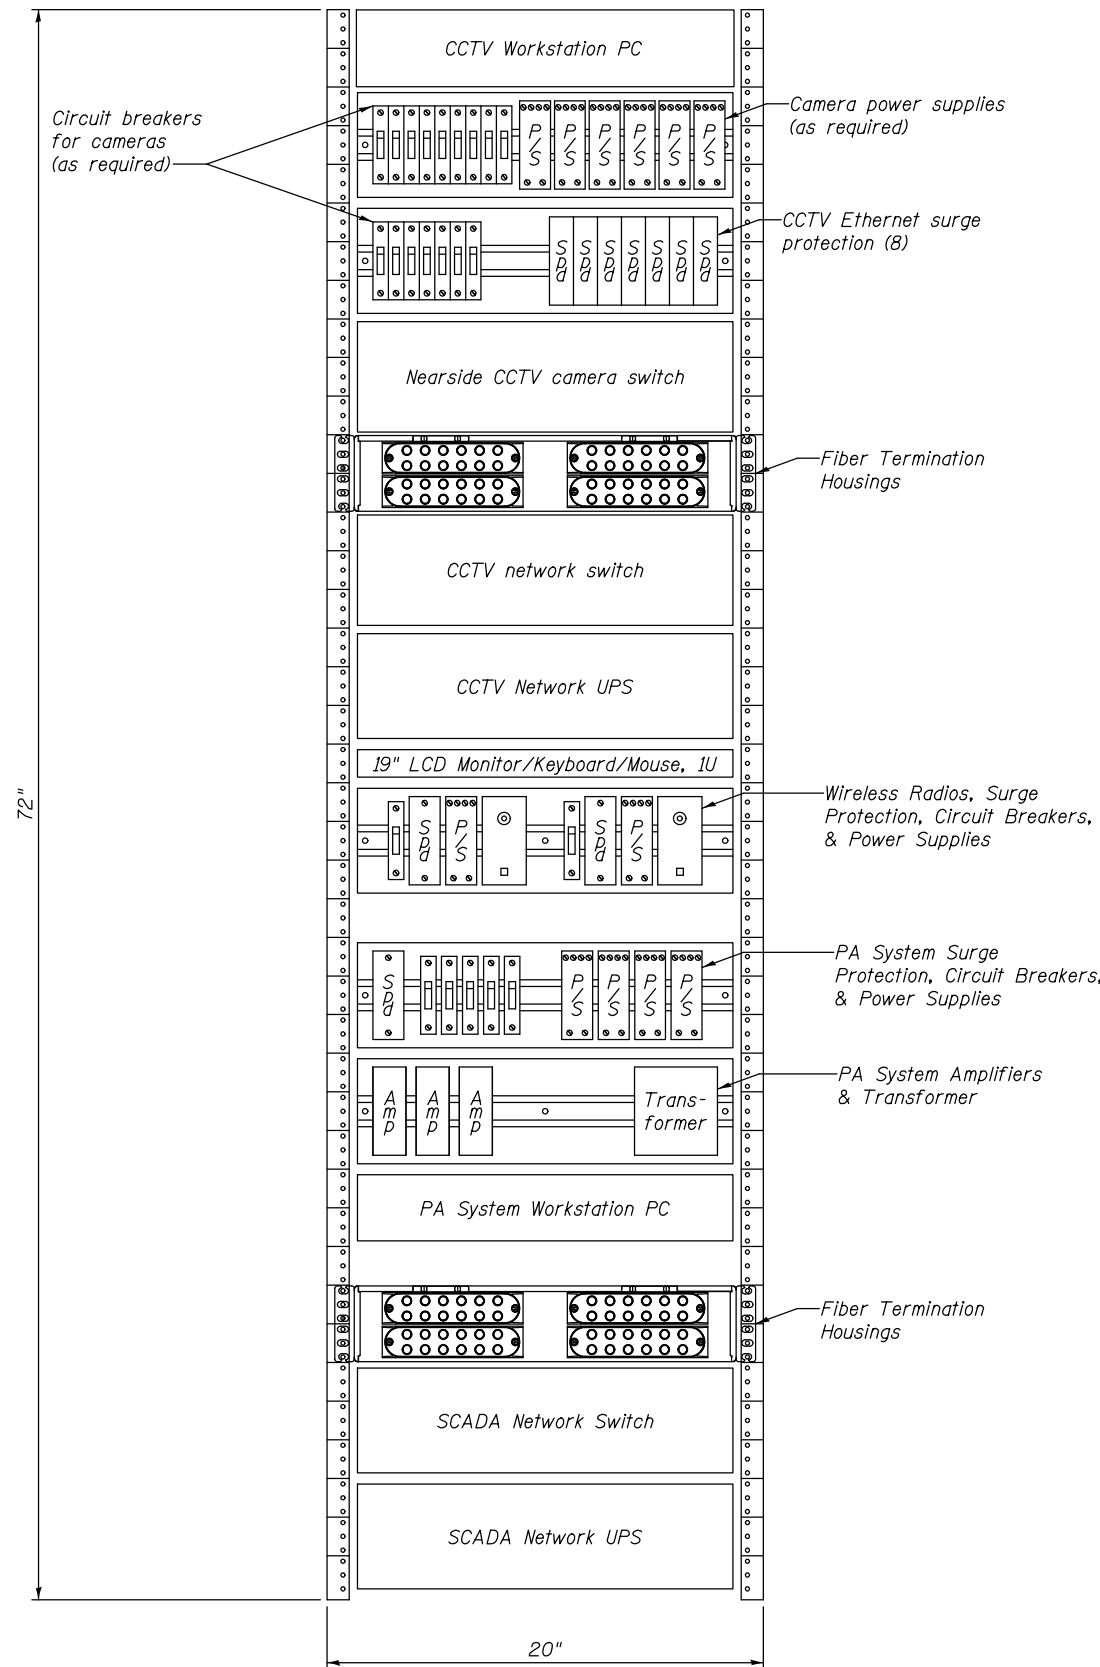 CCTV Workstation PC
Circuit breakers
for cameras
(as required)
P/S P/S P/S P/S P/S P/S
Camera power supplies
(as required)
Spd Spd Spd Spd Spd Spd Spd
CCTV Ethernet surge
protection (8)
Nearside CCTV camera switch
Fiber Termination
Housings
CCTV network switch
CCTV Network UPS
19" LCD Monitor/Keyboard/Mouse, 1U
72"
Spd P/S Spd P/S
Wireless Radios, Surge
Protection, Circuit Breakers,
& Power Supplies
Spd P/S P/S P/S P/S
PA System Surge
Protection, Circuit Breakers,
& Power Supplies
Amp Amp Amp
Trans-
former
PA System Amplifiers
& Transformer
PA System Workstation PC
Fiber Termination
Housings
SCADA Network Switch
SCADA Network UPS
20"